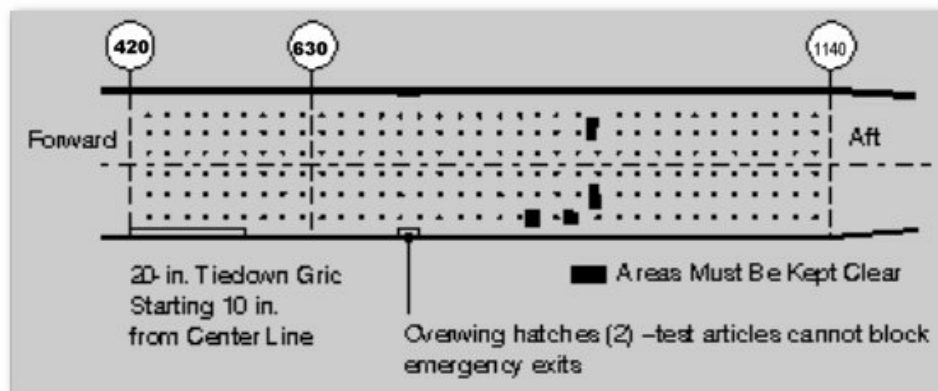 420
630
1140
Forward
Aft
20-in. Tiedown Gric
Starting 10 in.
from Center Line
Areas Must Be Kept Clear
Overwing hatches (2) –test articles cannot block
emergency exits